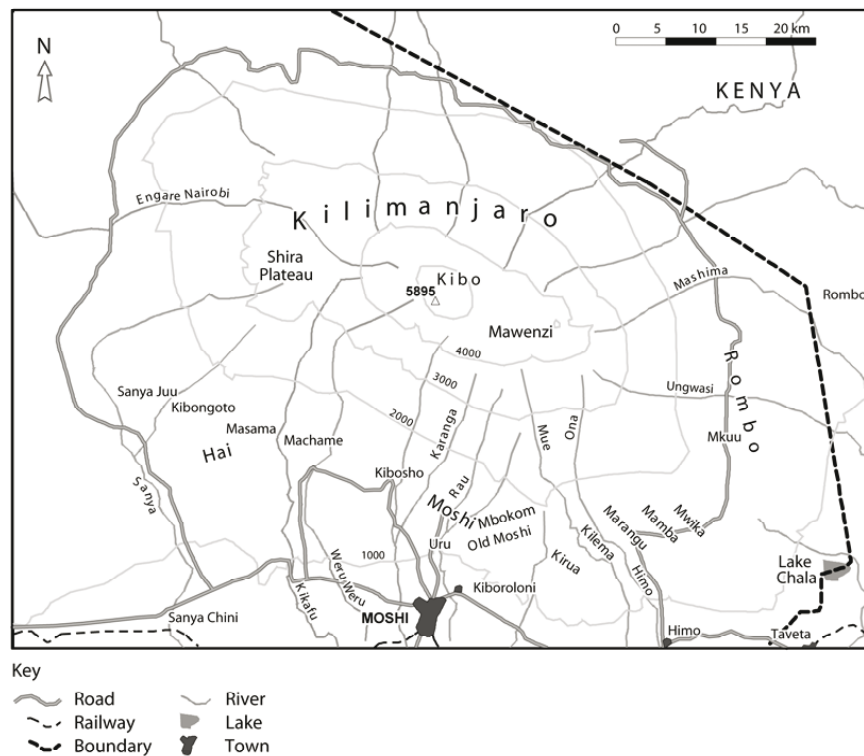 0 5 10 15 20 km
N
KENYA
Engare Nairobi
Kilimanjaro
Shira
Plateau
Kibo
5895
Mashima
Rombo
Mawenzi
4000
3000
2000
Rombo
Ungwasi
Sanya Juu
Kibongoto
Masama
Hai
Machame
Karanga
Mue
Ona
Mkuu
Kibosho
Rau
Sanya
Moshi
Mbokom
Old Moshi
Uru
Marangu
Mamba
Mwika
Kilema
Kirua
1000
Weru Weru
Kikafu
Himo
Lake
Chala
Kiboroloni
MOSHI
Sanya Chini
Himo
Taveta
Key
Road
River
Railway
Lake
Boundary
Town